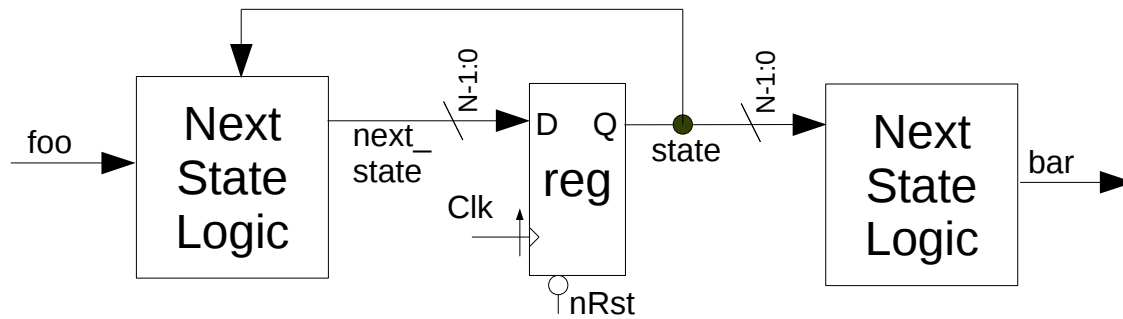 foo
Next
State
Logic
next_
state
N-1:0
D Q
reg
Clk
nRst
state
N-1:0
Next
State
Logic
bar